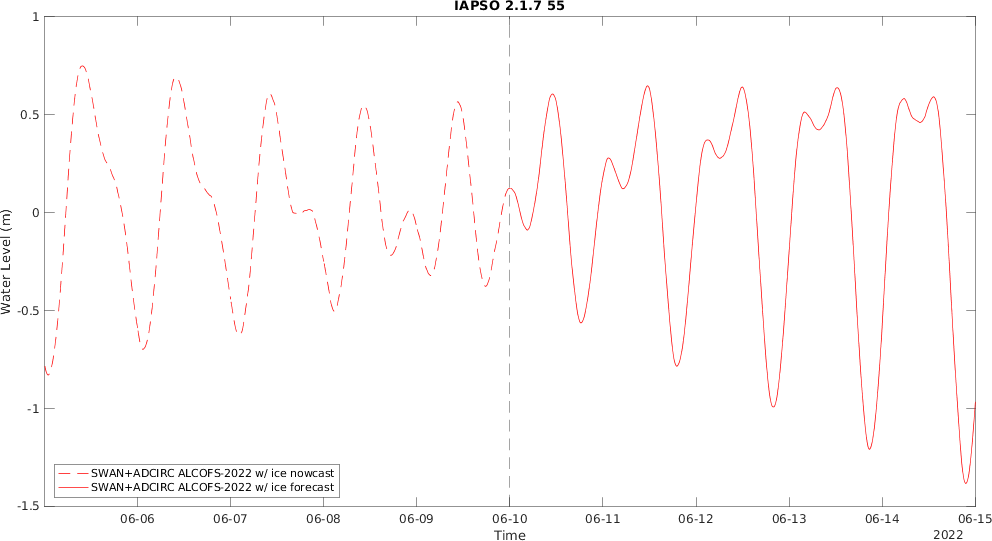 IAPSO 2.1.7 55
Water Level (m)
1
0.5
0
-0.5
-1
-1.5
SWAN+ADCIRC ALCOFS-2022 w/ ice nowcast
SWAN+ADCIRC ALCOFS-2022 w/ ice forecast
06-06 06-07 06-08 06-09 06-10 06-11 06-12 06-13 06-14 06-15
Time
2022